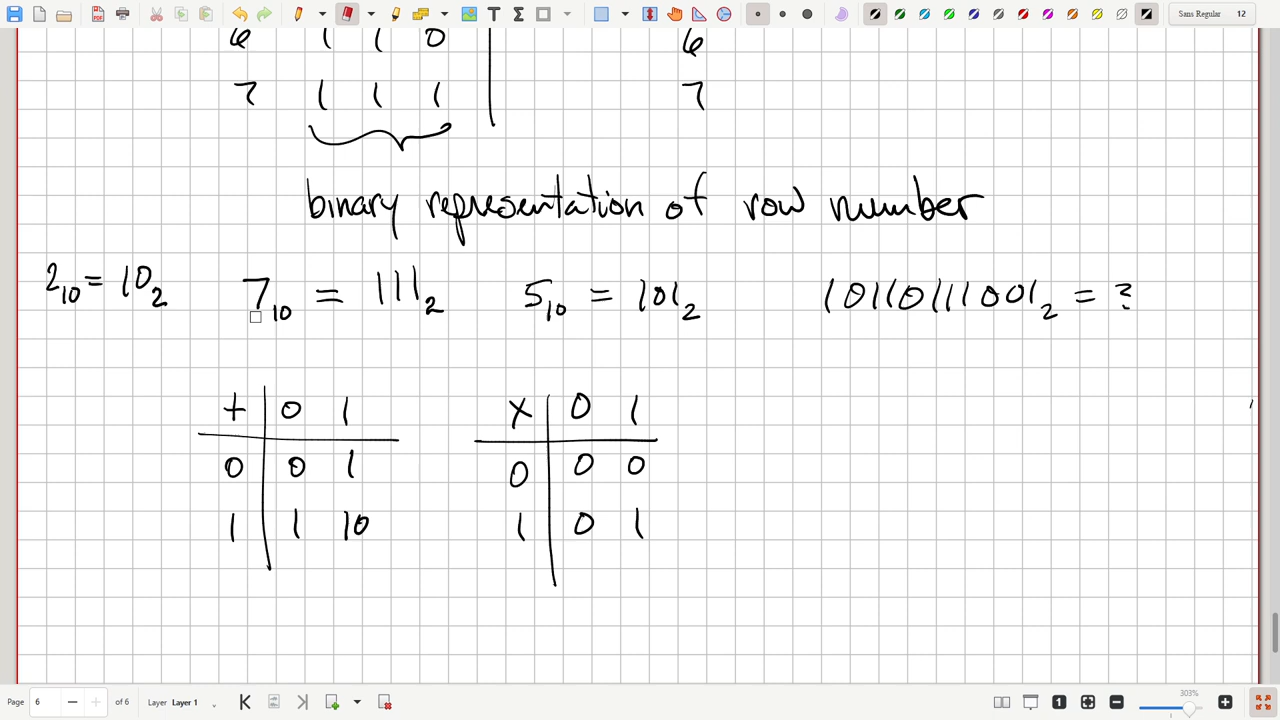 Sans Regular 12
6 1 1 0 6
7 1 1 1 7
binary representation of row number
2₁₀ = 10₂ 7₁₀ = 111₂ 5₁₀ = 101₂ 10110111001₂ = ?
+ 0 1 × 0 1
0 0 1 0 0 0
1 1 10 1 0 1
Page 6 of 6 Layer Layer 1 303%